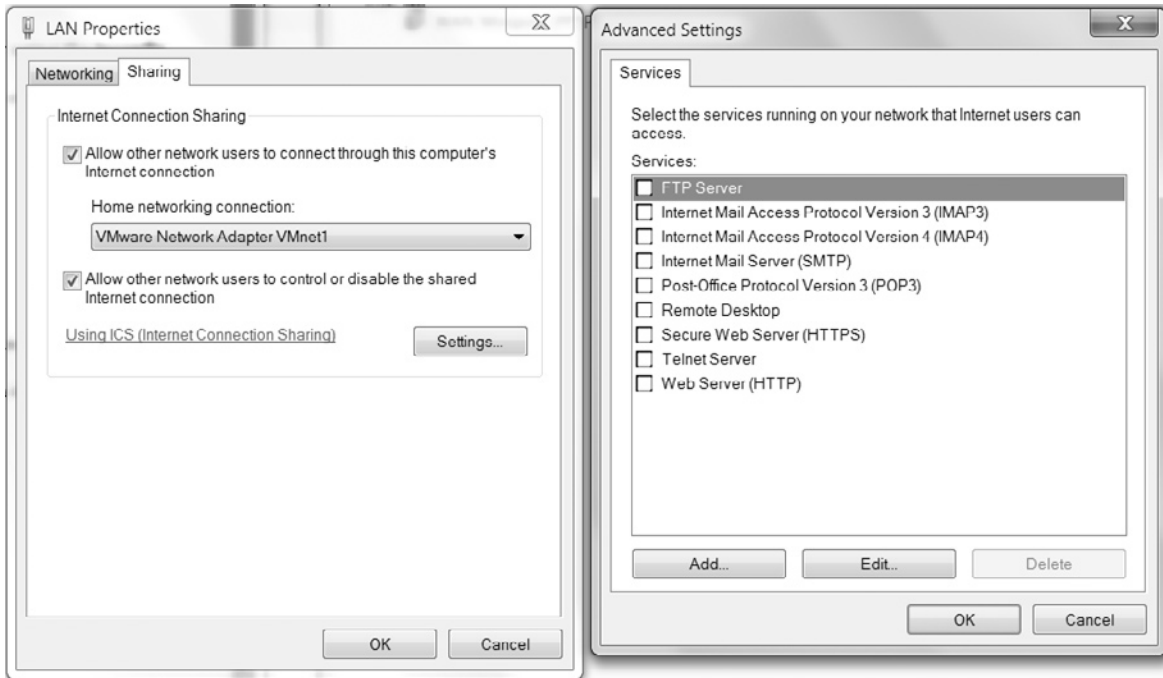 LAN Properties
Networking
Sharing
Internet Connection Sharing
Allow other network users to connect through this computer's
Internet connection
Home networking connection:
VMware Network Adapter VMnet1
Allow other network users to control or disable the shared
Internet connection
Using ICS (Internet Connection Sharing)
Settings...
OK
Cancel
Advanced Settings
Services
Select the services running on your network that Internet users can
access.
Services:
FTP Server
Internet Mail Access Protocol Version 3 (IMAP3)
Internet Mail Access Protocol Version 4 (IMAP4)
Internet Mail Server (SMTP)
Post-Office Protocol Version 3 (POP3)
Remote Desktop
Secure Web Server (HTTPS)
Telnet Server
Web Server (HTTP)
Add...
Edit...
Delete
OK
Cancel